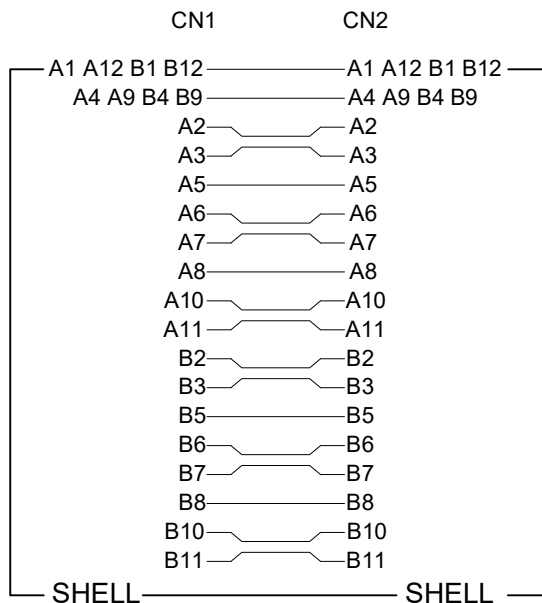 CN1 CN2
A1 A12 B1 B12 A1 A12 B1 B12
A4 A9 B4 B9 A4 A9 B4 B9
A2 A2
A3 A3
A5 A5
A6 A6
A7 A7
A8 A8
A10 A10
A11 A11
B2 B2
B3 B3
B5 B5
B6 B6
B7 B7
B8 B8
B10 B10
B11 B11
SHELL SHELL